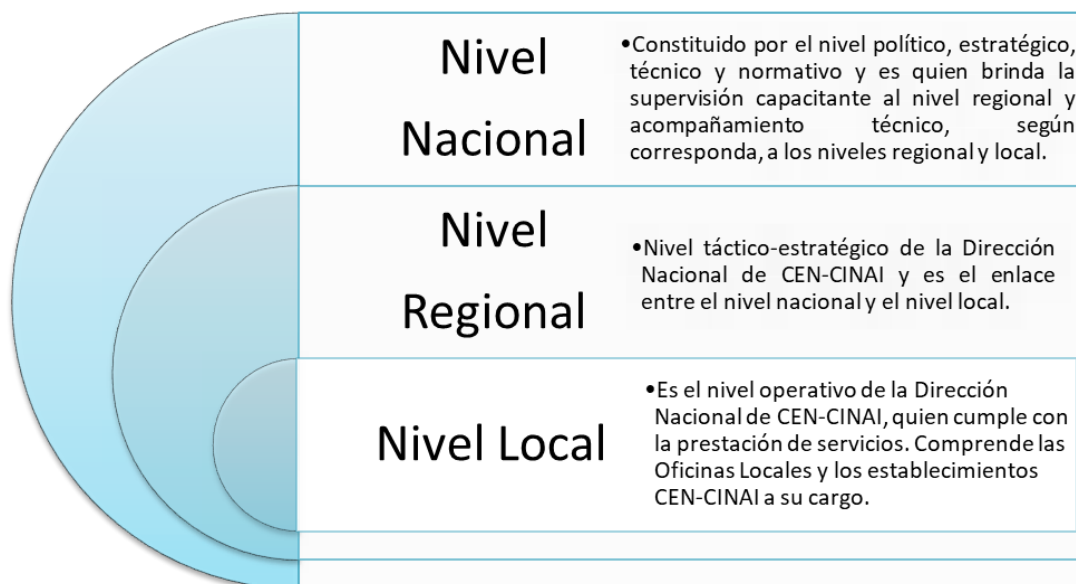 Nivel
Nacional
•Constituido por el nivel político, estratégico,
técnico y normativo y es quien brinda la
supervisión capacitante al nivel regional y
acompañamiento técnico, según
corresponda, a los niveles regional y local.
Nivel
Regional
•Nivel táctico-estratégico de la Dirección
Nacional de CEN-CINAI y es el enlace
entre el nivel nacional y el nivel local.
Nivel Local
•Es el nivel operativo de la Dirección
Nacional de CEN-CINAI, quien cumple con
la prestación de servicios. Comprende las
Oficinas Locales y los establecimientos
CEN-CINAI a su cargo.